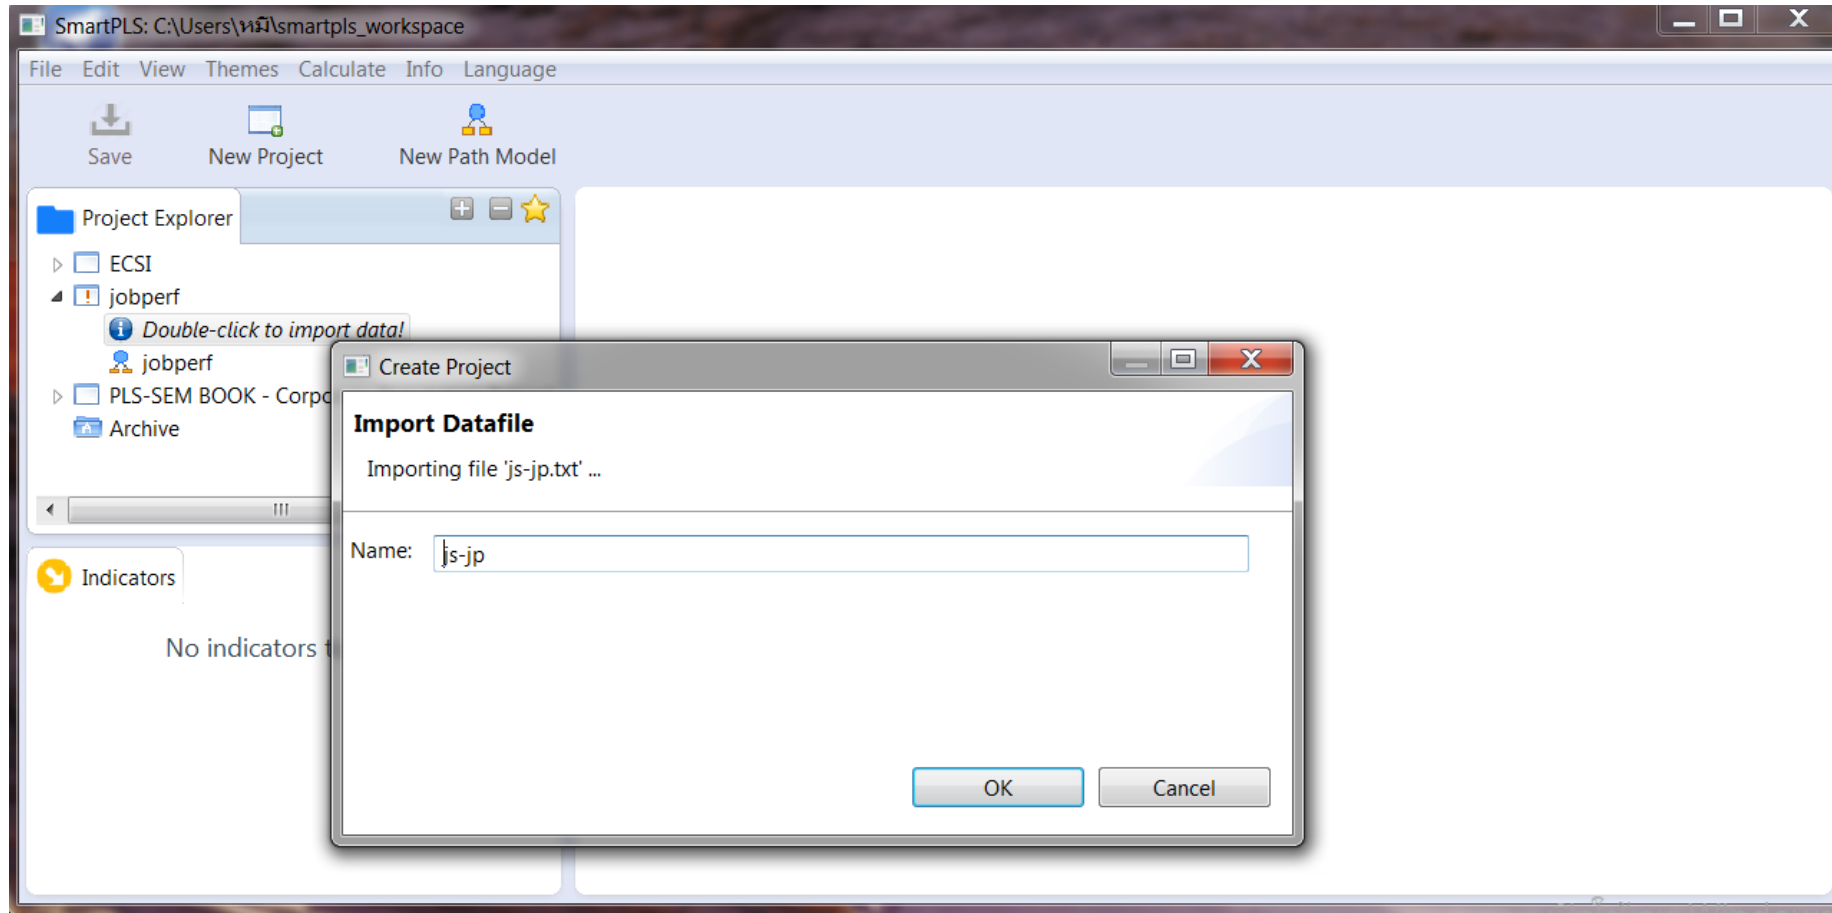 SmartPLS: C:\Users\หมี\smartpls_workspace
File Edit View Themes Calculate Info Language
Save New Project New Path Model
Project Explorer
ECSI
jobperf
Double-click to import data!
jobperf
PLS-SEM BOOK - Corpo
Archive
Indicators
No indicators
Create Project
Import Datafile
Importing file 'js-jp.txt' ...
Name: js-jp
OK Cancel